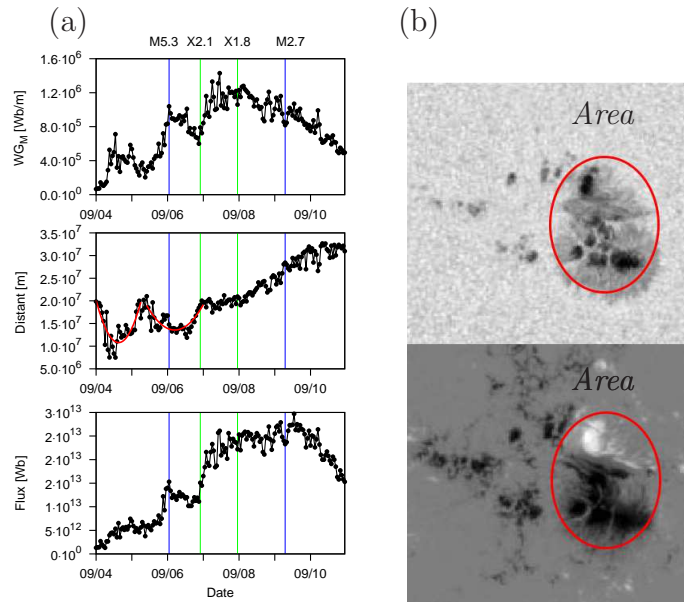 (a)
(b)
M5.3 X2.1 X1.8 M2.7
WG_M [Wb/m]
1.6·10⁶
1.2·10⁶
8.0·10⁵
4.0·10⁵
0.0·10⁰
09/04 09/06 09/08 09/10
Distant [m]
3.5·10⁷
3.0·10⁷
2.5·10⁷
2.0·10⁷
1.5·10⁷
1.0·10⁷
5.0·10⁶
09/04 09/06 09/08 09/10
Flux [Wb]
3·10¹³
2·10¹³
2·10¹³
1·10¹³
1·10¹³
5·10¹²
0·10⁰
09/04 09/06 09/08 09/10
Date
Area
Area